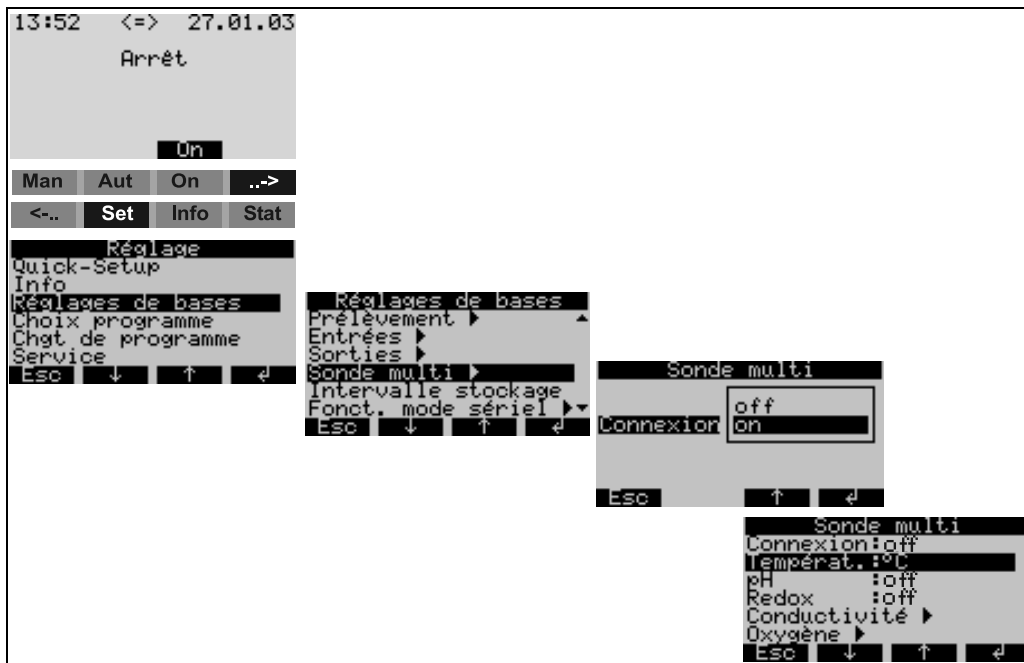 13:52 <=> 27.01.03
Arrêt
On
Man Aut On ..->
<-.. Set Info Stat
Réglage
Quick-Setup
Info
Réglages de bases
Choix programme
Chgt de programme
Service
Esc ↓ ↑ ↲
Réglages de bases
Prélèvement ▶ ▲
Entrées ▶
Sorties ▶
Sonde multi ▶
Intervalle stockage
Fonct. mode sériel ▶▼
Esc ↓ ↑ ↲
Sonde multi
off
Connexion on
Esc ↑ ↲
Sonde multi
Connexion:off
Températ.:°C
pH :off
Redox :off
Conductivité ▶
Oxygène ▶
Esc ↓ ↑ ↲